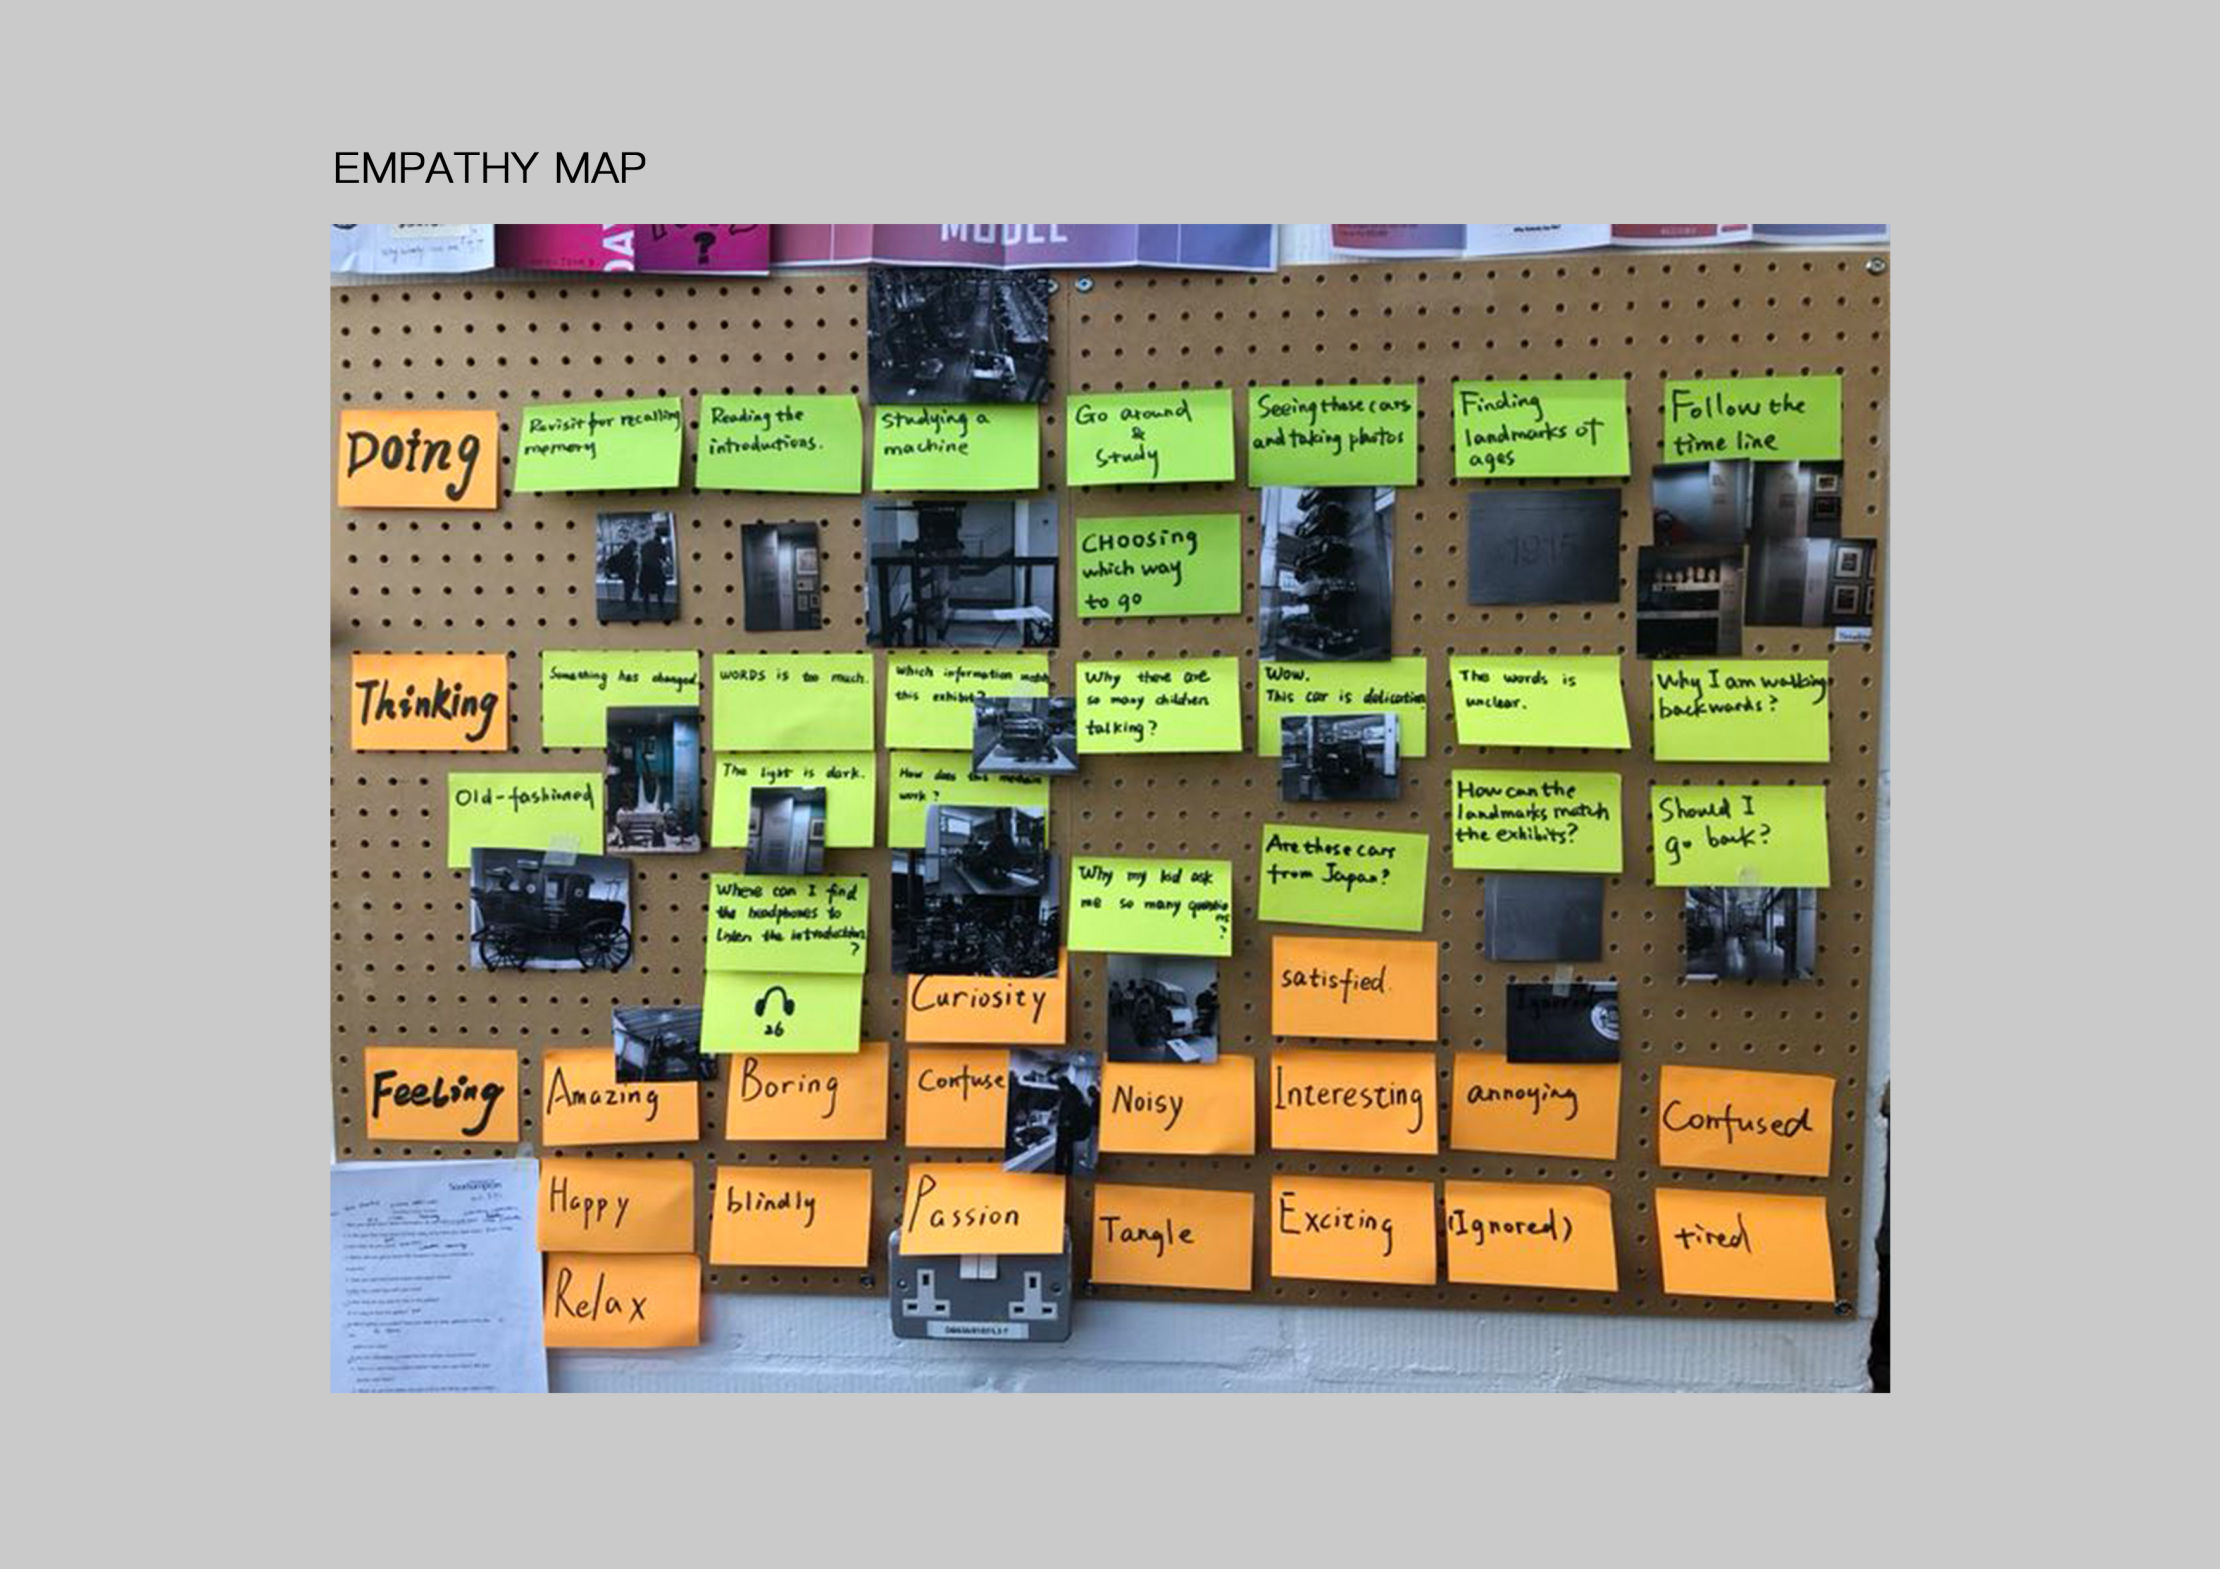 EMPATHY MAP
DAY
?
MODEL
Doing
Revisit for recalling
memory
Reading the
introductions.
Studying a
machine
Go around
&
Study
Seeing those cars
and taking photos
Finding
landmarks of
ages
Follow the
time line
CHoosing
which way
to go
1915
Thinking
Something has changed
WORDS is too much.
Which information match
this exhibit?
Why there are
so many children
talking?
Wow.
This car is delication
The words is
unclear.
Why I am walking
backwards?
Old-fashioned
The light is dark.
How does this
work?
How can the
landmarks match
the exhibits?
Should I
go back?
Where can I find
the headphones to
listen the introduction
?
Why my kid ask
me so many questio
ns
?
Are those cars
from Japan?
26
Curiosity
satisfied.
Ignored
Feeling
Amazing
Boring
Confuse
Noisy
Interesting
annoying
Confused
Happy
blindly
Passion
Tangle
Exciting
(Ignored)
tired
Relax
Southampton